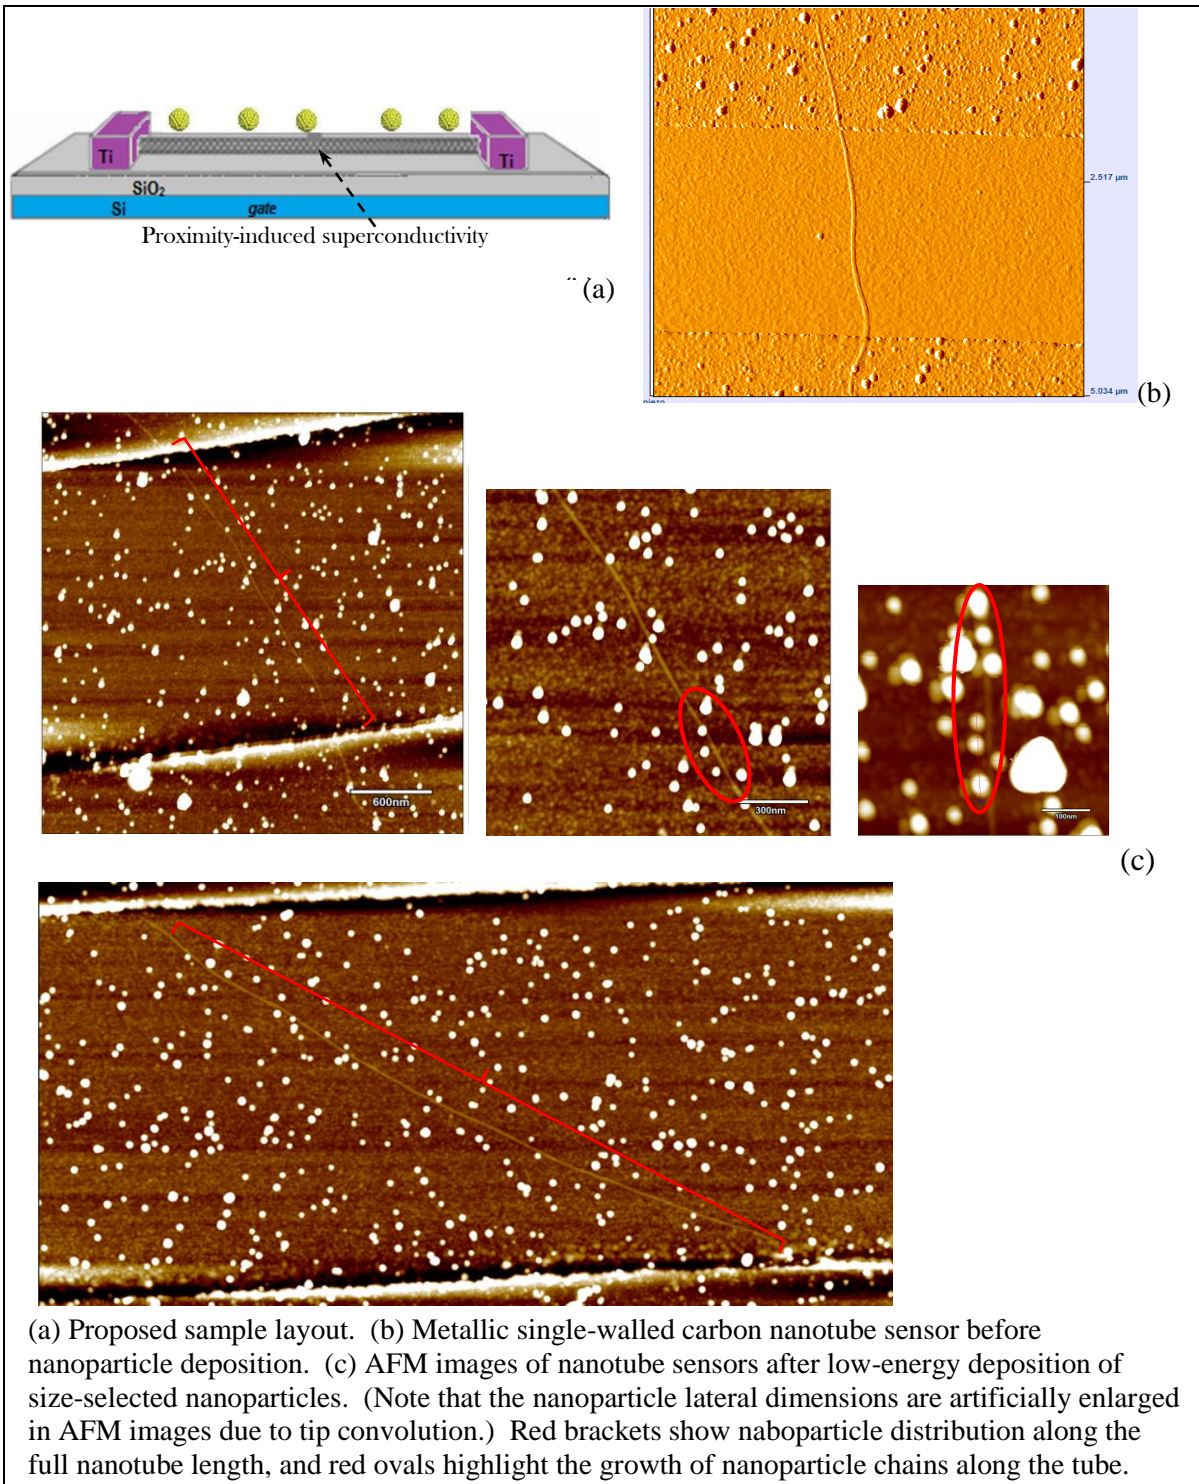 Ti
Ti
SiO₂
Si
gate
Proximity-induced superconductivity
(a)
2.517 µm
5.034 µm
(b)
600nm
300nm
100nm
(c)
(a) Proposed sample layout. (b) Metallic single-walled carbon nanotube sensor before
nanoparticle deposition. (c) AFM images of nanotube sensors after low-energy deposition of
size-selected nanoparticles. (Note that the nanoparticle lateral dimensions are artificially enlarged
in AFM images due to tip convolution.) Red brackets show naboparticle distribution along the
full nanotube length, and red ovals highlight the growth of nanoparticle chains along the tube.